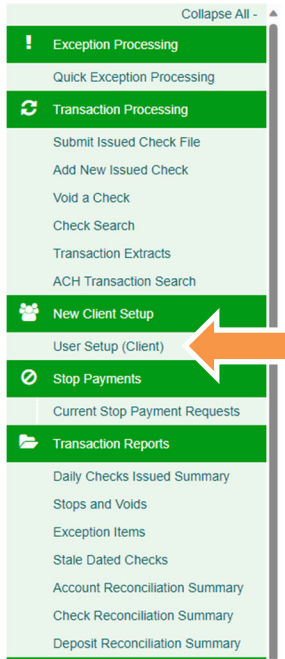 Collapse All -
Exception Processing
Quick Exception Processing
Transaction Processing
Submit Issued Check File
Add New Issued Check
Void a Check
Check Search
Transaction Extracts
ACH Transaction Search
New Client Setup
User Setup (Client)
Stop Payments
Current Stop Payment Requests
Transaction Reports
Daily Checks Issued Summary
Stops and Voids
Exception Items
Stale Dated Checks
Account Reconciliation Summary
Check Reconciliation Summary
Deposit Reconciliation Summary